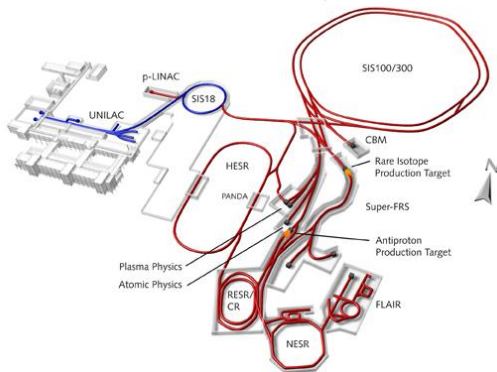 SIS100/300
p-LINAC
SIS18
UNILAC
CBM
HESR
Rare Isotope
Production Target
PANDA
Super-FRS
Plasma Physics
Antiproton
Production Target
Atomic Physics
RESR/
CR
FLAIR
NESR